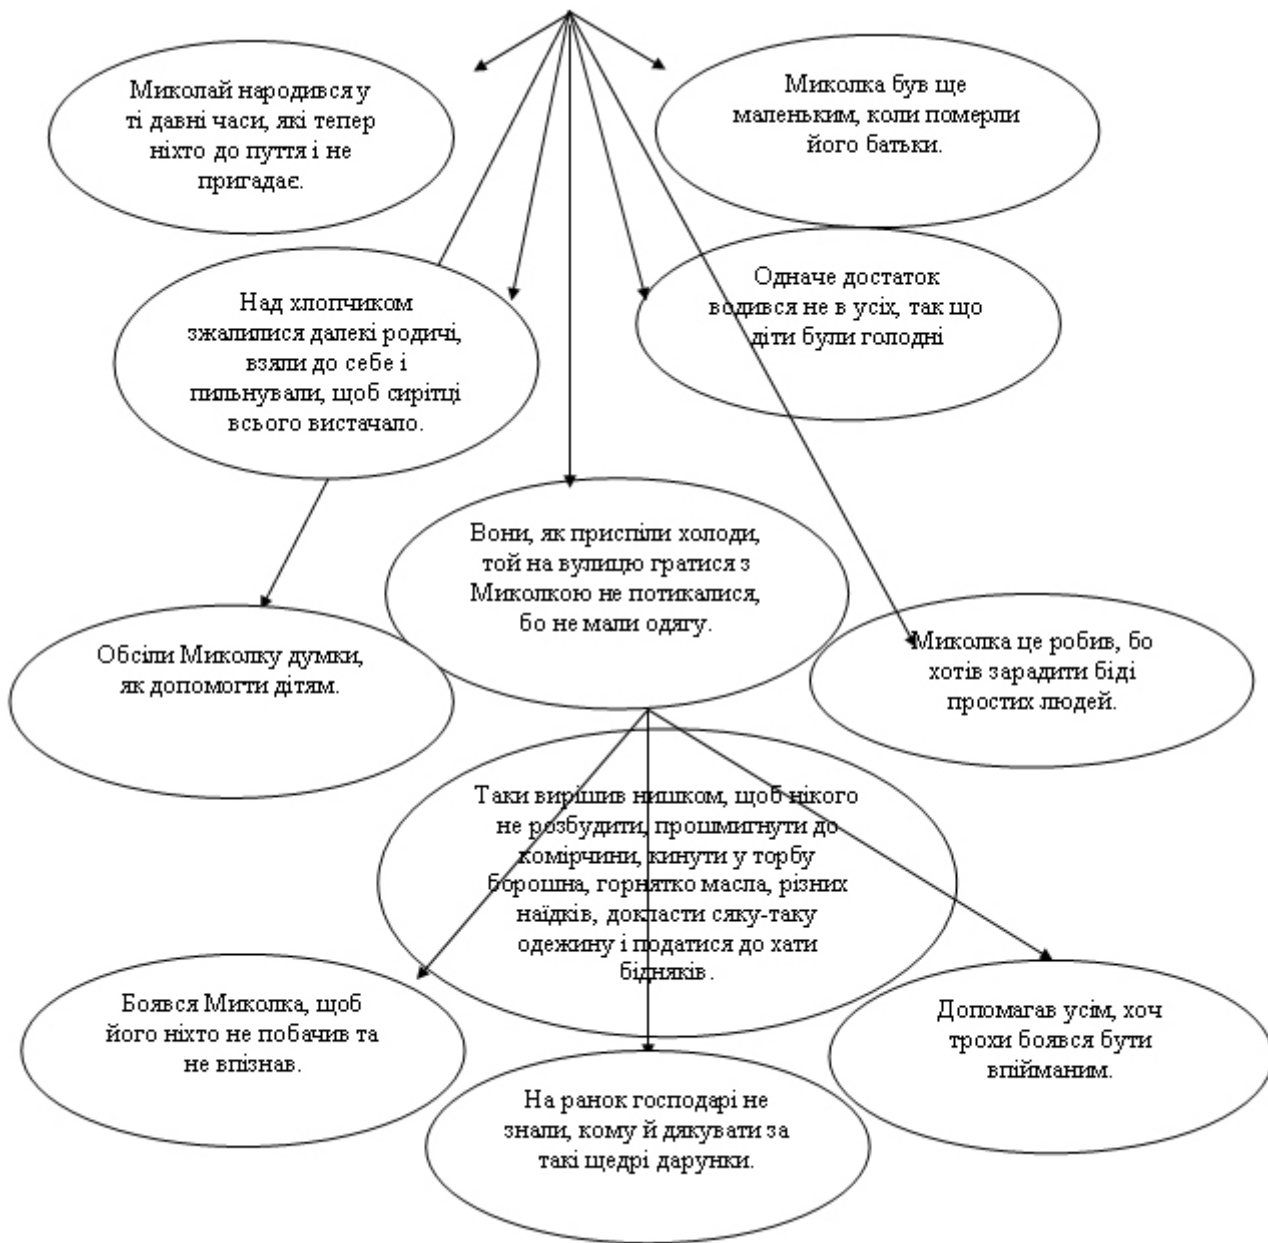 Миколай народився у
ті давні часи, які тепер
ніхто до пуття і не
пригадає.
Миколка був ще
маленьким, коли померли
його батьки.
Над хлопчиком
зжалилися далекі родичі,
взяли до себе і
пильнували, щоб сирітці
всього вистачало.
Одначе достаток
водився не в усіх, так що
діти були голодні
Вони, як приспіли холоди,
той на вулицю гратися з
Миколкою не потикалися,
бо не мали одягу.
Обсіли Миколку думки,
як допомогти дітям.
Миколка це робив, бо
хотів зарадити біді
простих людей.
Таки вирішив нишком, щоб нікого
не розбудити, прошмигнути до
комірчини, кинути у торбу
борошна, горнятко масла, різних
наїдків, докласти сяку-таку
одежину і податися до хати
бідняків.
Боявся Миколка, щоб
його ніхто не побачив та
не впізнав.
На ранок господарі не
знали, кому й дякувати за
такі щедрі дарунки.
Допомагав усім, хоч
трохи боявся бути
впійманим.